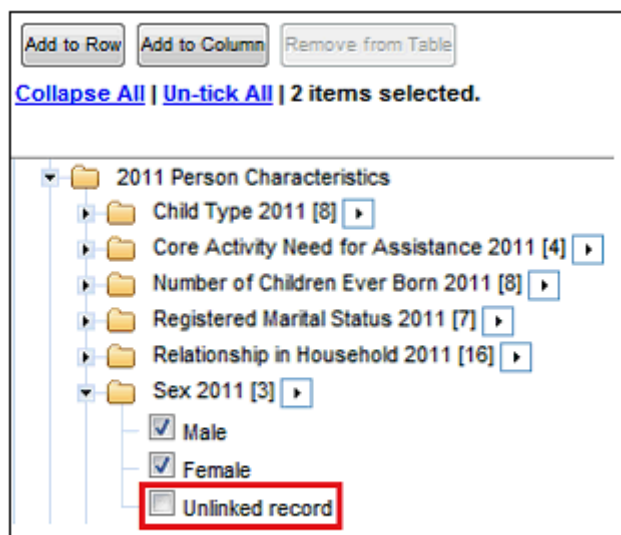 Add to Row Add to Column Remove from Table
Collapse All | Un-tick All | 2 items selected.
2011 Person Characteristics
Child Type 2011 [8]
Core Activity Need for Assistance 2011 [4]
Number of Children Ever Born 2011 [8]
Registered Marital Status 2011 [7]
Relationship in Household 2011 [16]
Sex 2011 [3]
Male
Female
Unlinked record